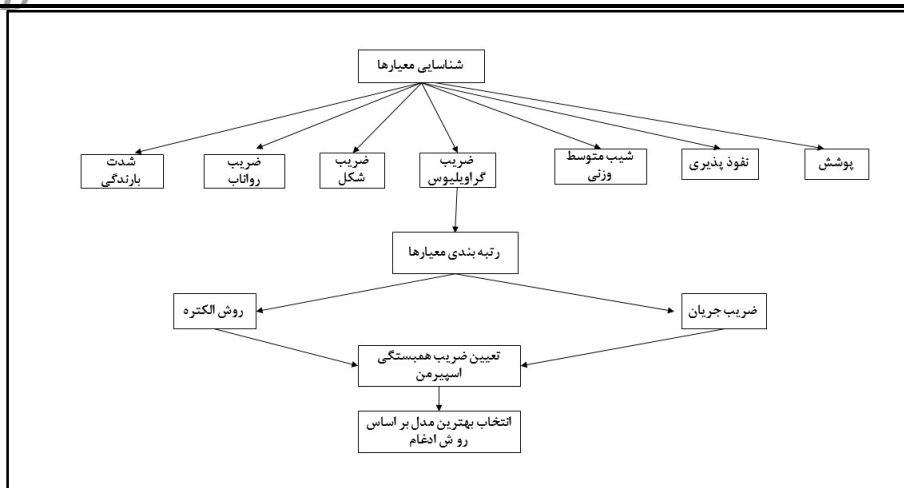 شناسایی معیارها
پوشش
نفوذ پذیری
شیب متوسط
وزنی
ضریب
گراویلیوس
ضریب
شکل
ضریب
رواناب
شدت
بارندگی
رتبه بندی معیارها
ضریب جریان
روش الکتره
تعیین ضریب همبستگی
اسپیرمن
انتخاب بهترین مدل بر اساس
رو ش ادغام